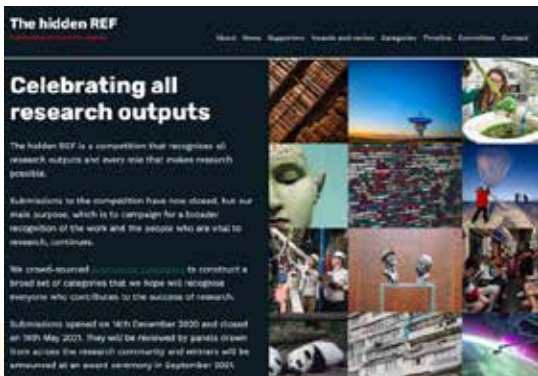 The hidden REF
About News Supporters Awards and review Categories Timeline Committee Contact
Celebrating all
research outputs
The hidden REF is a competition that recognises all
research outputs and every role that makes research
possible.
Submissions to the competition have now closed, but our
main purpose, which is to campaign for a broader
recognition of the work and the people who are vital to
research, continues.
We crowd-sourced to construct a
broad set of categories that we hope will recognise
everyone who contributes to the success of research.
Submissions opened on 14th December 2020 and closed
on 14th May 2021. They will be reviewed by panels drawn
from across the research community and winners will be
announced at an award ceremony in September 2021.